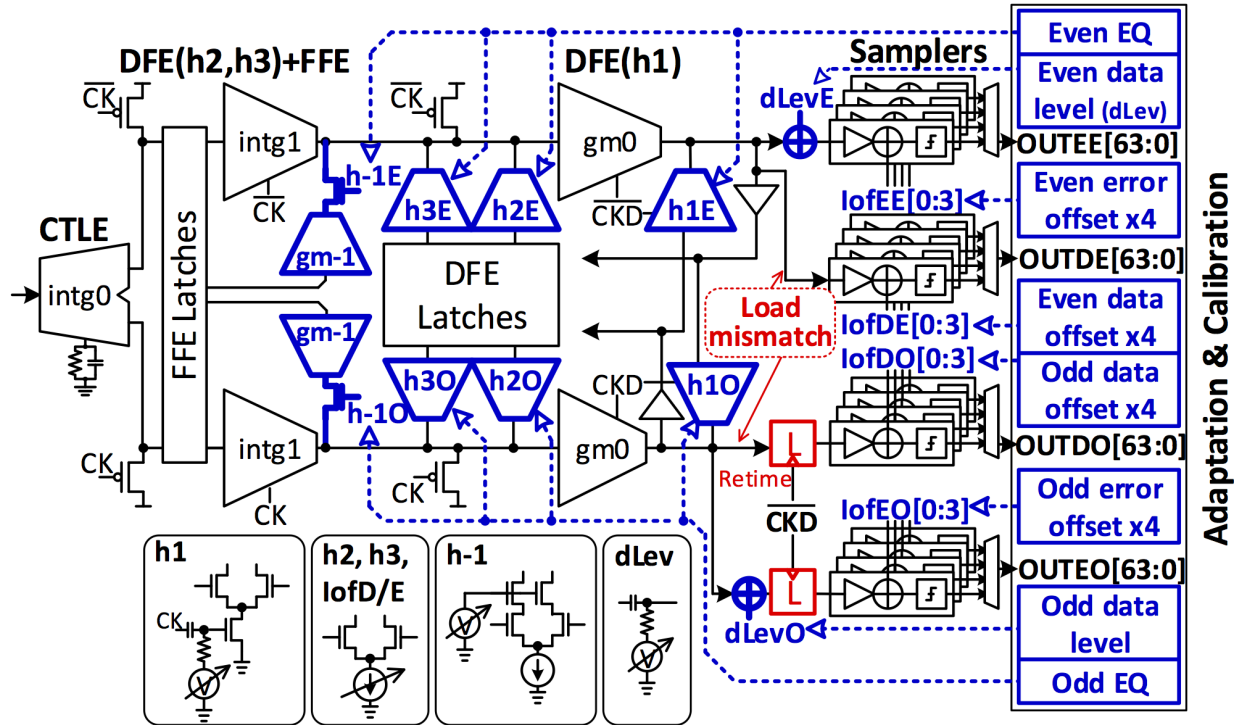 DFE(h2,h3)+FFE
DFE(h1)
Samplers
Even EQ
Even data
level (dLev)
CK
CK
dLevE
intg1
gm0
OUTEE[63:0]
h-1E
CK
CKD
h3E
h2E
h1E
IofEE[0:3]
Even error
offset x4
CTLE
gm-1
OUTDE[63:0]
intg0
FFE Latches
DFE
Latches
Load
mismatch
IofDE[0:3]
Even data
offset x4
gm-1
IofDO[0:3]
h3O
h2O
CKD
h1O
Odd data
offset x4
h-1O
intg1
gm0
L
OUTDO[63:0]
CK
CK
Retime
CK
CKD
IofEO[0:3]
Odd error
offset x4
OUTEO[63:0]
L
dLevO
Odd data
level
Odd EQ
Adaptation & Calibration
h1
CK
V
h2, h3,
IofD/E
h-1
V
dLev
V